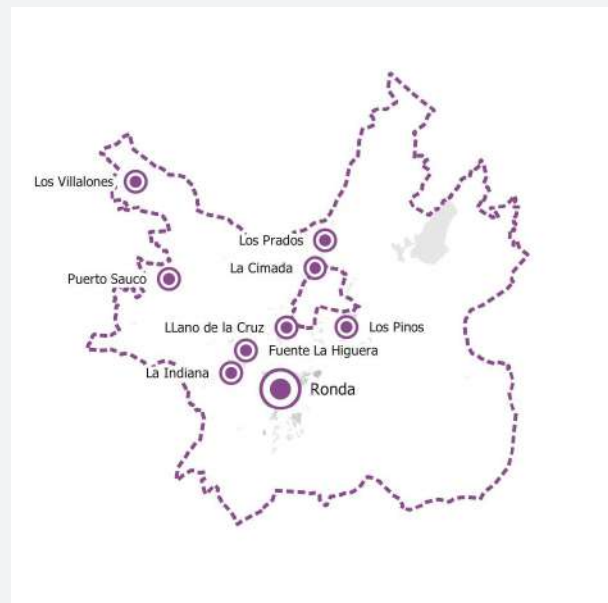 Los Villalones
Los Prados
La Cimada
Puerto Sauco
LLano de la Cruz
Los Pinos
Fuente La Higuera
La Indiana
Ronda